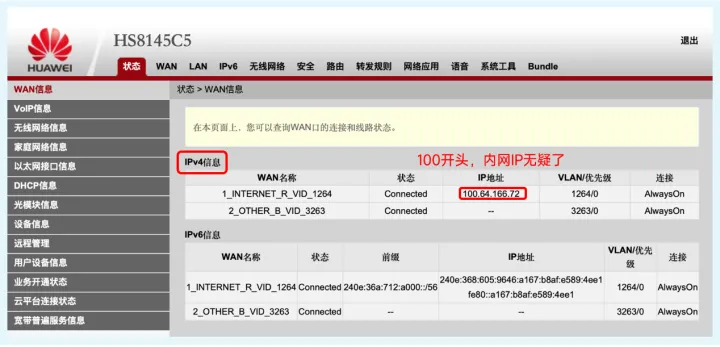 HUAWEI
HS8145C5
退出
状态 WAN LAN IPv6 无线网络 安全 路由 转发规则 网络应用 语音 系统工具 Bundle
WAN信息
VoIP信息
无线网络信息
家庭网络信息
以太网接口信息
DHCP信息
光模块信息
设备信息
远程管理
用户设备信息
业务开通状态
云平台连接状态
宽带普遍服务信息
状态 > WAN信息
在本页面上，您可以查询WAN口的连接和线路状态。
100开头，内网IP无疑了
IPv4信息
WAN名称 状态 IP地址 VLAN/优先级 连接
1_INTERNET_R_VID_1264 Connected 100.64.166.72 1264/0 AlwaysOn
2_OTHER_B_VID_3263 Connected -- 3263/0 AlwaysOn
IPv6信息
WAN名称 状态 前缀 IP地址 VLAN/优先级 连接
1_INTERNET_R_VID_1264 Connected 240e:36a:712:a000::/56 240e:368:605:9646:a167:b8af:e589:4ee1 1264/0 AlwaysOn
fe80::a167:b8af:e589:4ee1
2_OTHER_B_VID_3263 Connected -- -- 3263/0 AlwaysOn